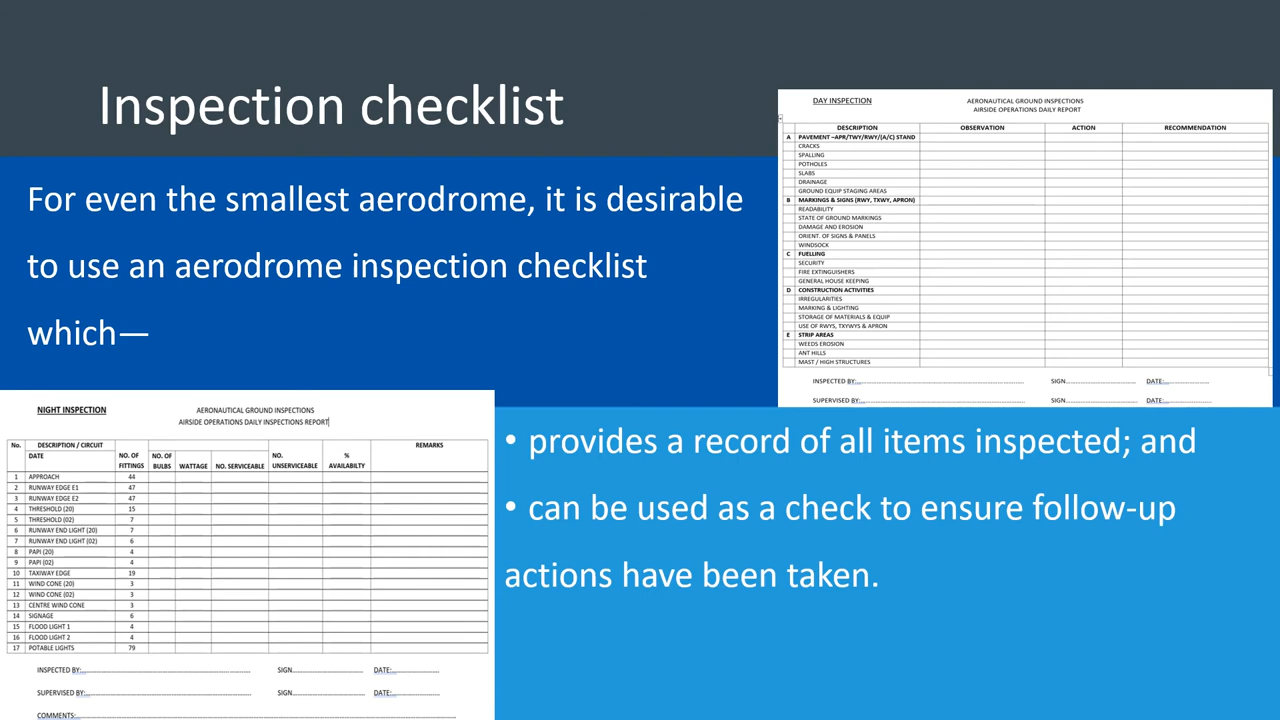 Inspection checklist
For even the smallest aerodrome, it is desirable
to use an aerodrome inspection checklist
which—
DAY INSPECTION
AERONAUTICAL GROUND INSPECTIONS
AIRSIDE OPERATIONS DAILY REPORT
DESCRIPTION OBSERVATION ACTION RECOMMENDATION
A PAVEMENT –APR/TWY/RWY/(A/C) STAND
CRACKS
SPALLING
POTHOLES
SLABS
DRAINAGE
GROUND EQUIP STAGING AREAS
B MARKINGS & SIGNS (RWY, TXWY, APRON)
READABILITY
STATE OF GROUND MARKINGS
DAMAGE AND EROSION
ORIENT. OF SIGNS & PANELS
WINDSOCK
C FUELLING
SECURITY
FIRE EXTINGUISHERS
GENERAL HOUSE KEEPING
D CONSTRUCTION ACTIVITIES
IRREGULARITIES
MARKING & LIGHTING
STORAGE OF MATERIALS & EQUIP
USE OF RWYS, TXYWYS & APRON
E STRIP AREAS
WEEDS EROSION
ANT HILLS
MAST / HIGH STRUCTURES
INSPECTED BY:........ SIGN........ DATE:........
SUPERVISED BY:........ SIGN........ DATE:........
NIGHT INSPECTION
AERONAUTICAL GROUND INSPECTIONS
AIRSIDE OPERATIONS DAILY INSPECTIONS REPORT
No. DESCRIPTION / CIRCUIT REMARKS
DATE NO. OF FITTINGS NO. OF BULBS WATTAGE NO. SERVICEABLE NO. UNSERVICEABLE % AVAILABILTY
1 APPROACH 44
2 RUNWAY EDGE E1 47
3 RUNWAY EDGE E2 47
4 THRESHOLD (20) 15
5 THRESHOLD (02) 7
6 RUNWAY END LIGHT (20) 7
7 RUNWAY END LIGHT (02) 6
8 PAPI (20) 4
9 PAPI (02) 4
10 TAXIWAY EDGE 19
11 WIND CONE (20) 3
12 WIND CONE (02) 3
13 CENTRE WIND CONE 3
14 SIGNAGE 6
15 FLOOD LIGHT 1 4
16 FLOOD LIGHT 2 4
17 POTABLE LIGHTS 79
INSPECTED BY:........ SIGN........ DATE:........
SUPERVISED BY:........ SIGN........ DATE:........
COMMENTS:........
• provides a record of all items inspected; and
• can be used as a check to ensure follow-up
actions have been taken.